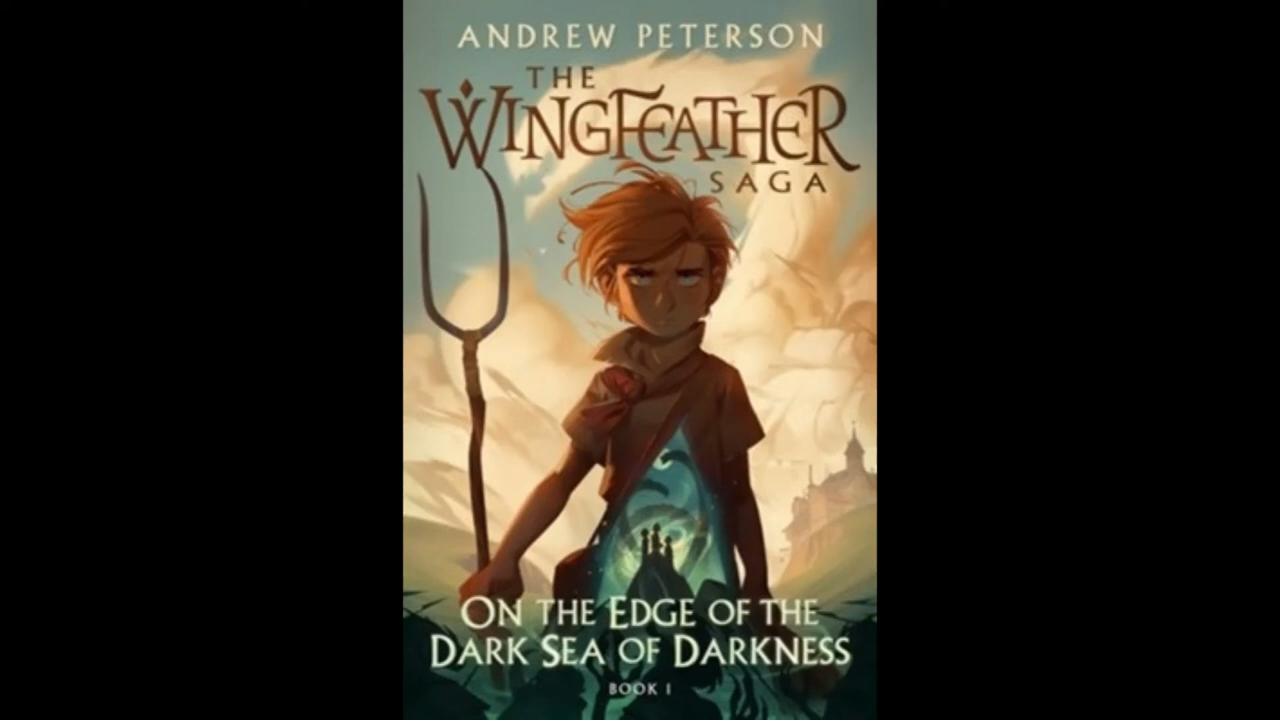 ANDREW PETERSON
THE
WINGFEATHER
SAGA
ON THE EDGE OF THE
DARK SEA OF DARKNESS
BOOK 1